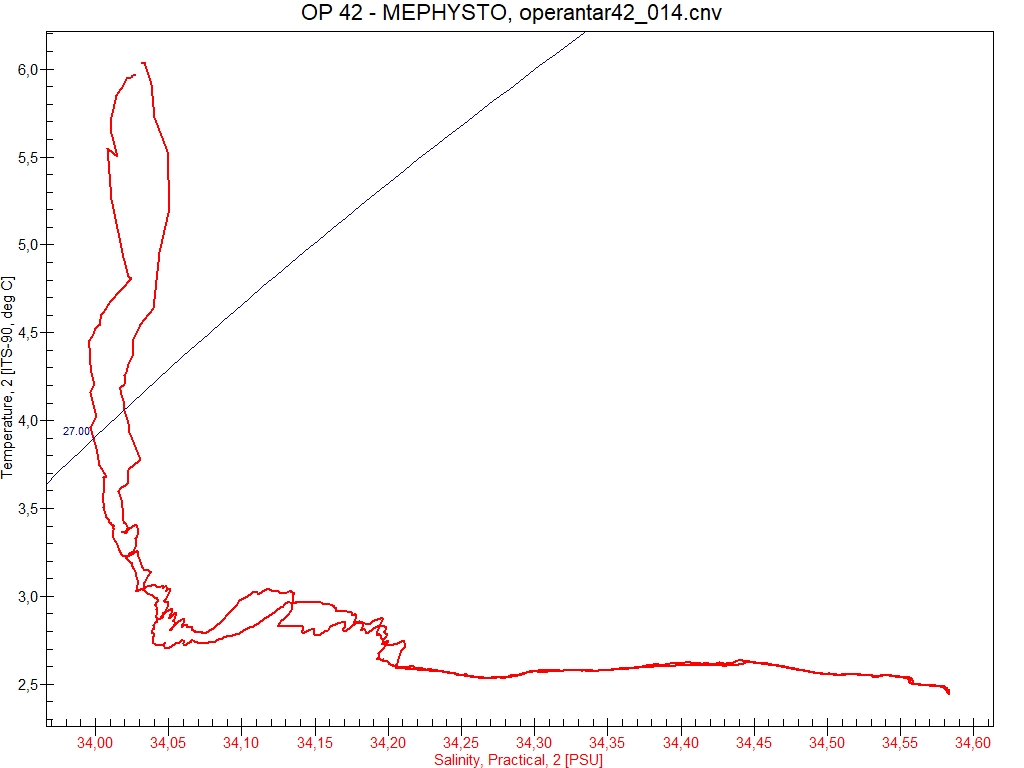 OP 42 - MEPHYSTO, operantar42_014.cnv
6,0
5,5
5,0
4,5
4,0
3,5
3,0
2,5
Temperature, 2 [ITS-90, deg C]
27.00
34,00 34,05 34,10 34,15 34,20 34,25 34,30 34,35 34,40 34,45 34,50 34,55 34,60
Salinity, Practical, 2 [PSU]